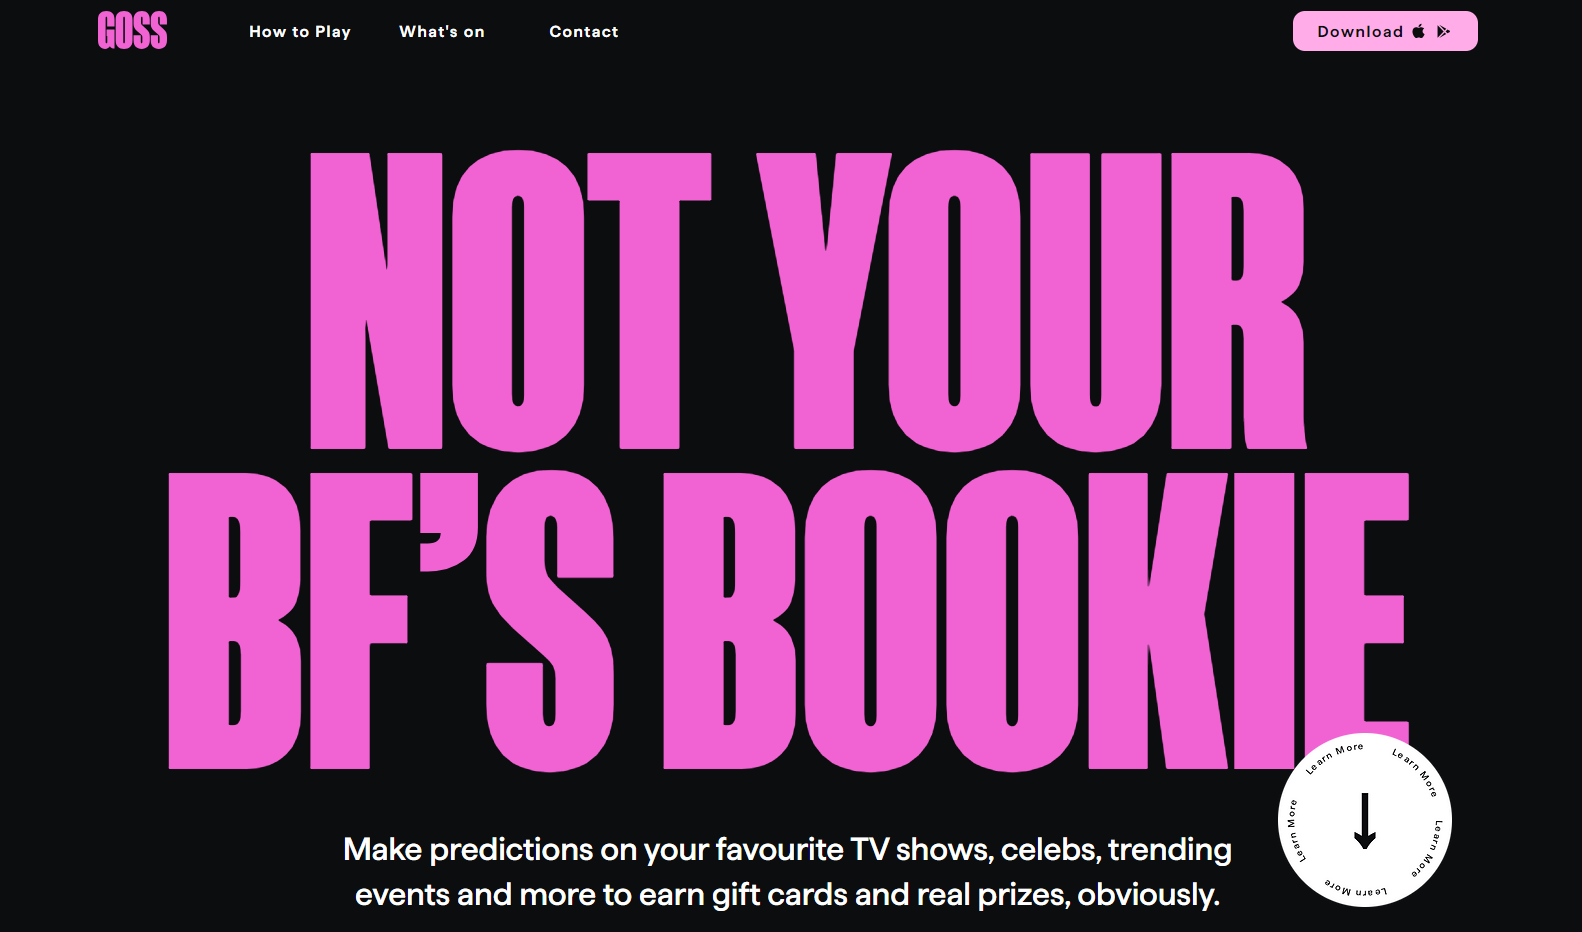 GOSS
How to Play
What's on
Contact
Download
NOT YOUR
BF’S BOOKIE
Make predictions on your favourite TV shows, celebs, trending
events and more to earn gift cards and real prizes, obviously.
Learn More
Learn More
Learn More
Learn More
Learn More